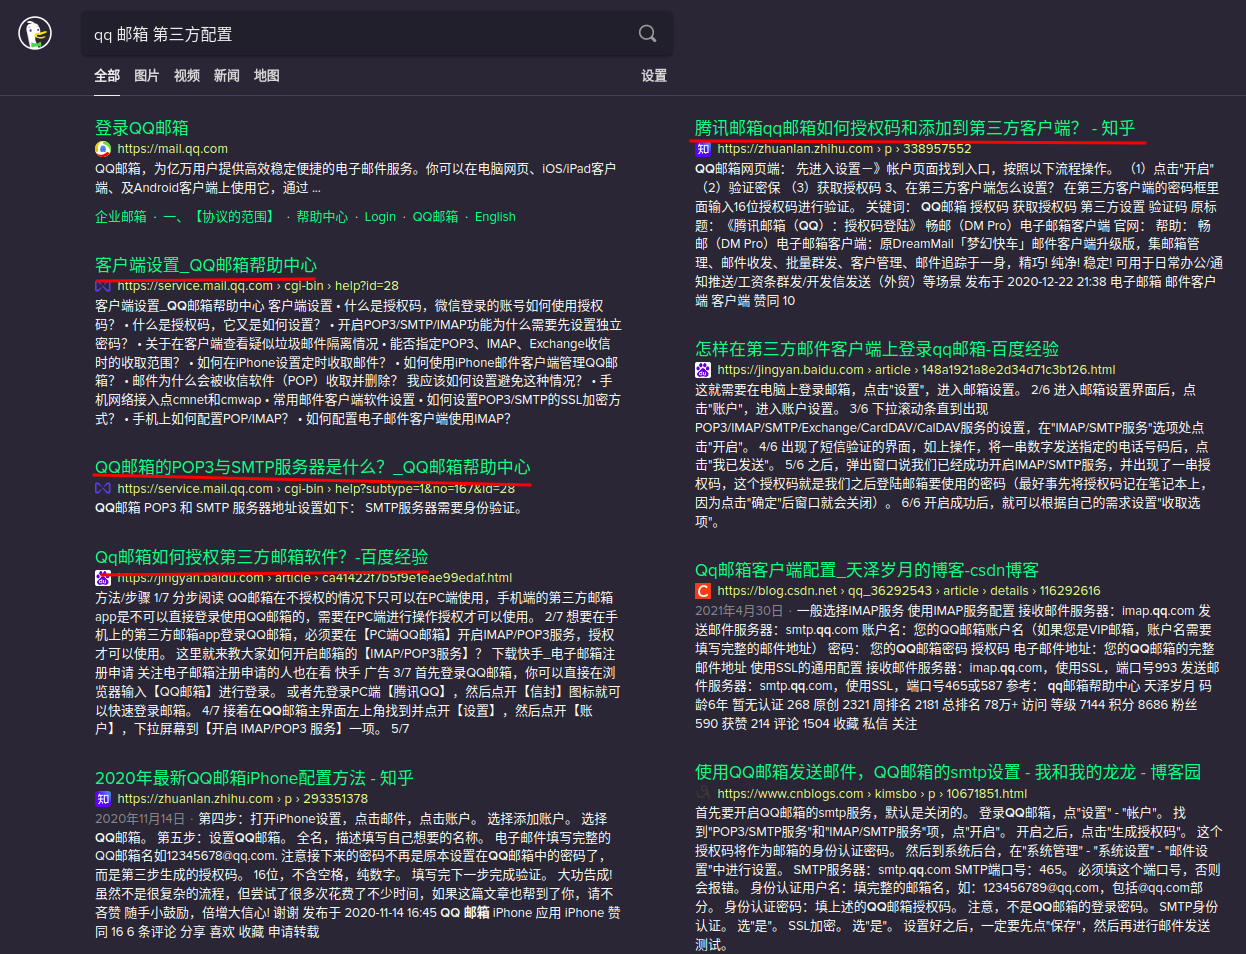 qq 邮箱 第三方配置
全部 图片 视频 新闻 地图 设置
登录QQ邮箱
https://mail.qq.com
QQ邮箱，为亿万用户提供高效稳定便捷的电子邮件服务。你可以在电脑网页、iOS/iPad客户
端、及Android客户端上使用它，通过 ...
企业邮箱 · 一、【协议的范围】 · 帮助中心 · Login · QQ邮箱 · English
客户端设置_QQ邮箱帮助中心
https://service.mail.qq.com › cgi-bin › help?id=28
客户端设置_QQ邮箱帮助中心 客户端设置 • 什么是授权码，微信登录的账号如何使用授权
码？ • 什么是授权码，它又是如何设置？ • 开启POP3/SMTP/IMAP功能为什么需要先设置独立
密码？ • 关于在客户端查看疑似垃圾邮件隔离情况 • 能否指定POP3、IMAP、Exchange收信
时的收取范围？ • 如何在iPhone设置定时收取邮件？ • 如何使用iPhone邮件客户端管理QQ邮
箱？ • 邮件为什么会被收信软件（POP）收取并删除？ 我应该如何设置避免这种情况？ • 手
机网络接入点cmnet和cmwap • 常用邮件客户端软件设置 • 如何设置POP3/SMTP的SSL加密方
式？ • 手机上如何配置POP/IMAP？ • 如何配置电子邮件客户端使用IMAP?
QQ邮箱的POP3与SMTP服务器是什么？_QQ邮箱帮助中心
https://service.mail.qq.com › cgi-bin › help?subtype=1&no=167&id=28
QQ邮箱 POP3 和 SMTP 服务器地址设置如下： SMTP服务器需要身份验证。
Qq邮箱如何授权第三方邮箱软件？-百度经验
https://jingyan.baidu.com › article › ca41422f7b5f9e1eae99edaf.html
方法/步骤 1/7 分步阅读 QQ邮箱在不授权的情况下只可以在PC端使用，手机端的第三方邮箱
app是不可以直接登录使用QQ邮箱的，需要在PC端进行操作授权才可以使用。 2/7 想要在手
机上的第三方邮箱app登录QQ邮箱，必须要在【PC端QQ邮箱】开启IMAP/POP3服务，授权
才可以使用。 这里就来教大家如何开启邮箱的【IMAP/POP3服务】？ 下载快手_电子邮箱注
册申请 关注电子邮箱注册申请的人也在看 快手 广告 3/7 首先登录QQ邮箱，你可以直接在浏
览器输入【QQ邮箱】进行登录。 或者先登录PC端【腾讯QQ】，然后点开【信封】图标就可
以快速登录邮箱。 4/7 接着在QQ邮箱主界面左上角找到并点开【设置】，然后点开【账
户】，下拉屏幕到【开启 IMAP/POP3 服务】一项。 5/7
2020年最新QQ邮箱iPhone配置方法 - 知乎
https://zhuanlan.zhihu.com › p › 293351378
2020年11月14日 · 第四步：打开iPhone设置，点击邮件，点击账户。 选择添加账户。 选择
QQ邮箱。 第五步：设置QQ邮箱。 全名，描述填写自己想要的名称。 电子邮件填写完整的
QQ邮箱名如12345678@qq.com. 注意接下来的密码不再是原本设置在QQ邮箱中的密码了，
而是第三步生成的授权码。 16位，不含空格，纯数字。 填写完下一步完成验证。 大功告成!
虽然不是很复杂的流程，但尝试了很多次花费了不少时间，如果这篇文章也帮到了你，请不
吝赞 随手小鼓励，倍增大信心! 谢谢 发布于 2020-11-14 16:45 QQ 邮箱 iPhone 应用 iPhone 赞
同 16 6 条评论 分享 喜欢 收藏 申请转载
腾讯邮箱qq邮箱如何授权码和添加到第三方客户端？ - 知乎
https://zhuanlan.zhihu.com › p › 338957552
QQ邮箱网页端： 先进入设置－》帐户页面找到入口，按照以下流程操作。 （1）点击"开启"
（2）验证密保 （3）获取授权码 3、在第三方客户端怎么设置？ 在第三方客户端的密码框里
面输入16位授权码进行验证。 关键词： QQ邮箱 授权码 获取授权码 第三方设置 验证码 原标
题：《腾讯邮箱（QQ）：授权码登陆》 畅邮（DM Pro）电子邮箱客户端 官网： 帮助： 畅
邮（DM Pro）电子邮箱客户端：原DreamMail「梦幻快车」邮件客户端升级版，集邮箱管
理、邮件收发、批量群发、客户管理、邮件追踪于一身，精巧! 纯净! 稳定! 可用于日常办公/通
知推送/工资条群发/开发信发送（外贸）等场景 发布于 2020-12-22 21:38 电子邮箱 邮件客户
端 客户端 赞同 10
怎样在第三方邮件客户端上登录qq邮箱-百度经验
https://jingyan.baidu.com › article › 148a1921a8e2d34d71c3b126.html
这就需要在电脑上登录邮箱，点击"设置"，进入邮箱设置。 2/6 进入邮箱设置界面后，点
击"账户"，进入账户设置。 3/6 下拉滚动条直到出现
POP3/IMAP/SMTP/Exchange/CardDAV/CalDAV服务的设置，在"IMAP/SMTP服务"选项处点
击"开启"。 4/6 出现了短信验证的界面，如上操作，将一串数字发送指定的电话号码后，点
击"我已发送"。 5/6 之后，弹出窗口说我们已经成功开启IMAP/SMTP服务，并出现了一串授
权码，这个授权码就是我们之后登陆邮箱要使用的密码（最好事先将授权码记在笔记本上，
因为点击"确定"后窗口就会关闭）。 6/6 开启成功后，就可以根据自己的需求设置"收取选
项"。
Qq邮箱客户端配置_天泽岁月的博客-csdn博客
https://blog.csdn.net › qq_36292543 › article › details › 116292616
2021年4月30日 · 一般选择IMAP服务 使用IMAP服务配置 接收邮件服务器：imap.qq.com 发
送邮件服务器：smtp.qq.com 账户名：您的QQ邮箱账户名（如果您是VIP邮箱，账户名需要
填写完整的邮件地址） 密码： 您的QQ邮箱密码 授权码 电子邮件地址：您的QQ邮箱的完整
邮件地址 使用SSL的通用配置 接收邮件服务器：imap.qq.com，使用SSL，端口号993 发送邮
件服务器：smtp.qq.com，使用SSL，端口号465或587 参考： qq邮箱帮助中心 天泽岁月 码
龄6年 暂无认证 268 原创 2321 周排名 2181 总排名 78万+ 访问 等级 7144 积分 8686 粉丝
590 获赞 214 评论 1504 收藏 私信 关注
使用QQ邮箱发送邮件，QQ邮箱的smtp设置 - 我和我的龙龙 - 博客园
https://www.cnblogs.com › kimsbo › p › 10671851.html
首先要开启QQ邮箱的smtp服务，默认是关闭的。 登录QQ邮箱，点"设置" - "帐户"。 找
到"POP3/SMTP服务"和"IMAP/SMTP服务"项，点"开启"。 开启之后，点击"生成授权码"。 这个
授权码将作为邮箱的身份认证密码。 然后到系统后台，在"系统管理" - "系统设置" - "邮件设
置"中进行设置。 SMTP服务器：smtp.qq.com SMTP端口号：465。 必须填这个端口号，否则
会报错。 身份认证用户名：填完整的邮箱名，如：123456789@qq.com，包括@qq.com部
分。 身份认证密码：填上述的QQ邮箱授权码。 注意，不是QQ邮箱的登录密码。 SMTP身份
认证。 选"是"。 SSL加密。 选"是"。 设置好之后，一定要先点"保存"，然后再进行邮件发送
测试。